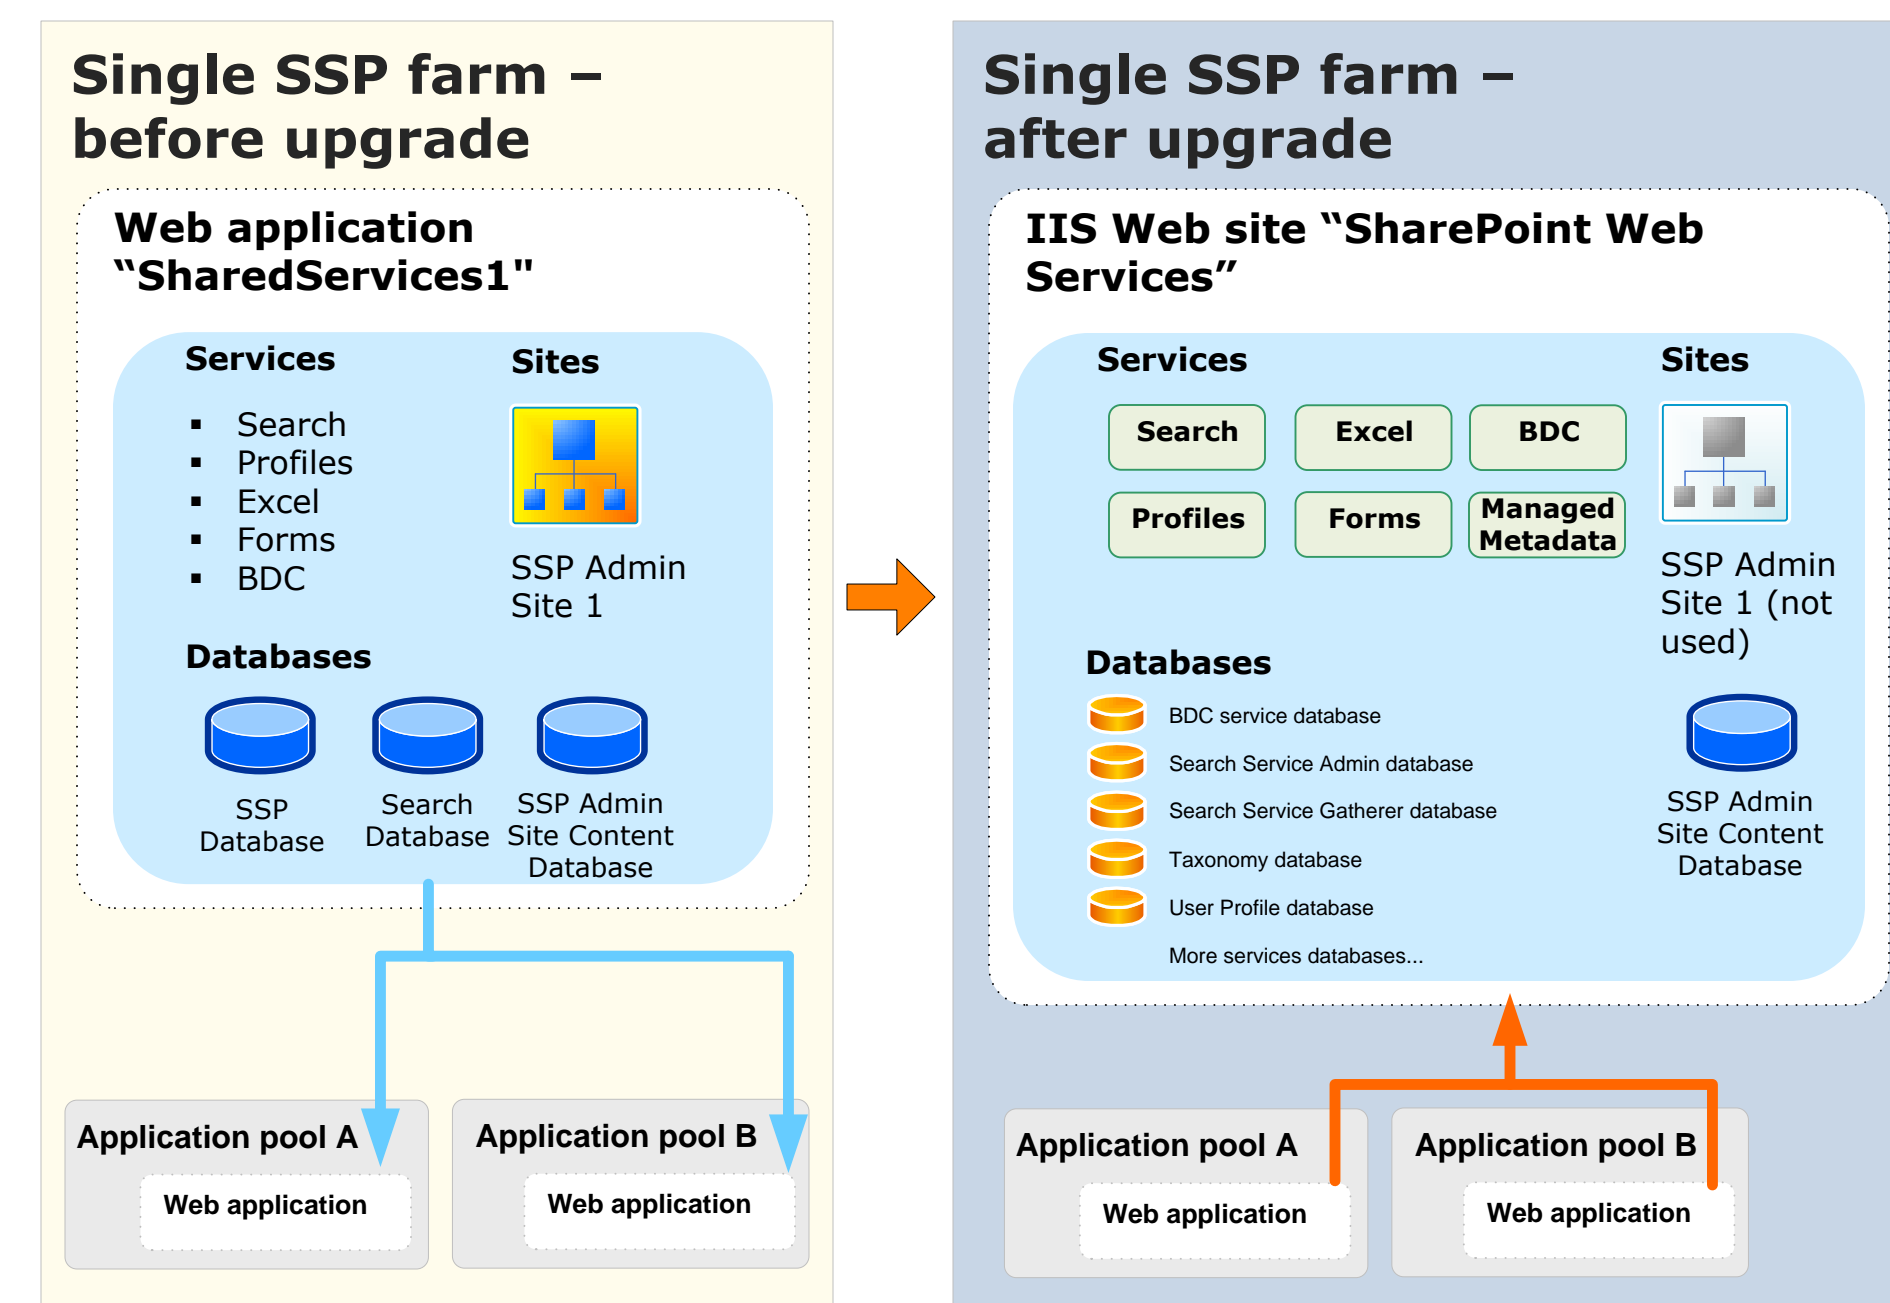 Single SSP farm –
before upgrade
Web application
“SharedServices1"
Services
▪ Search
▪ Profiles
▪ Excel
▪ Forms
▪ BDC
Sites
SSP Admin
Site 1
Databases
SSP
Database
Search
Database
SSP Admin
Site Content
Database
Application pool A
Web application
Application pool B
Web application
Single SSP farm –
after upgrade
IIS Web site “SharePoint Web
Services”
Services
Search
Excel
BDC
Profiles
Forms
Managed
Metadata
Sites
SSP Admin
Site 1 (not
used)
Databases
BDC service database
Search Service Admin database
Search Service Gatherer database
Taxonomy database
User Profile database
More services databases...
SSP Admin
Site Content
Database
Application pool A
Web application
Application pool B
Web application